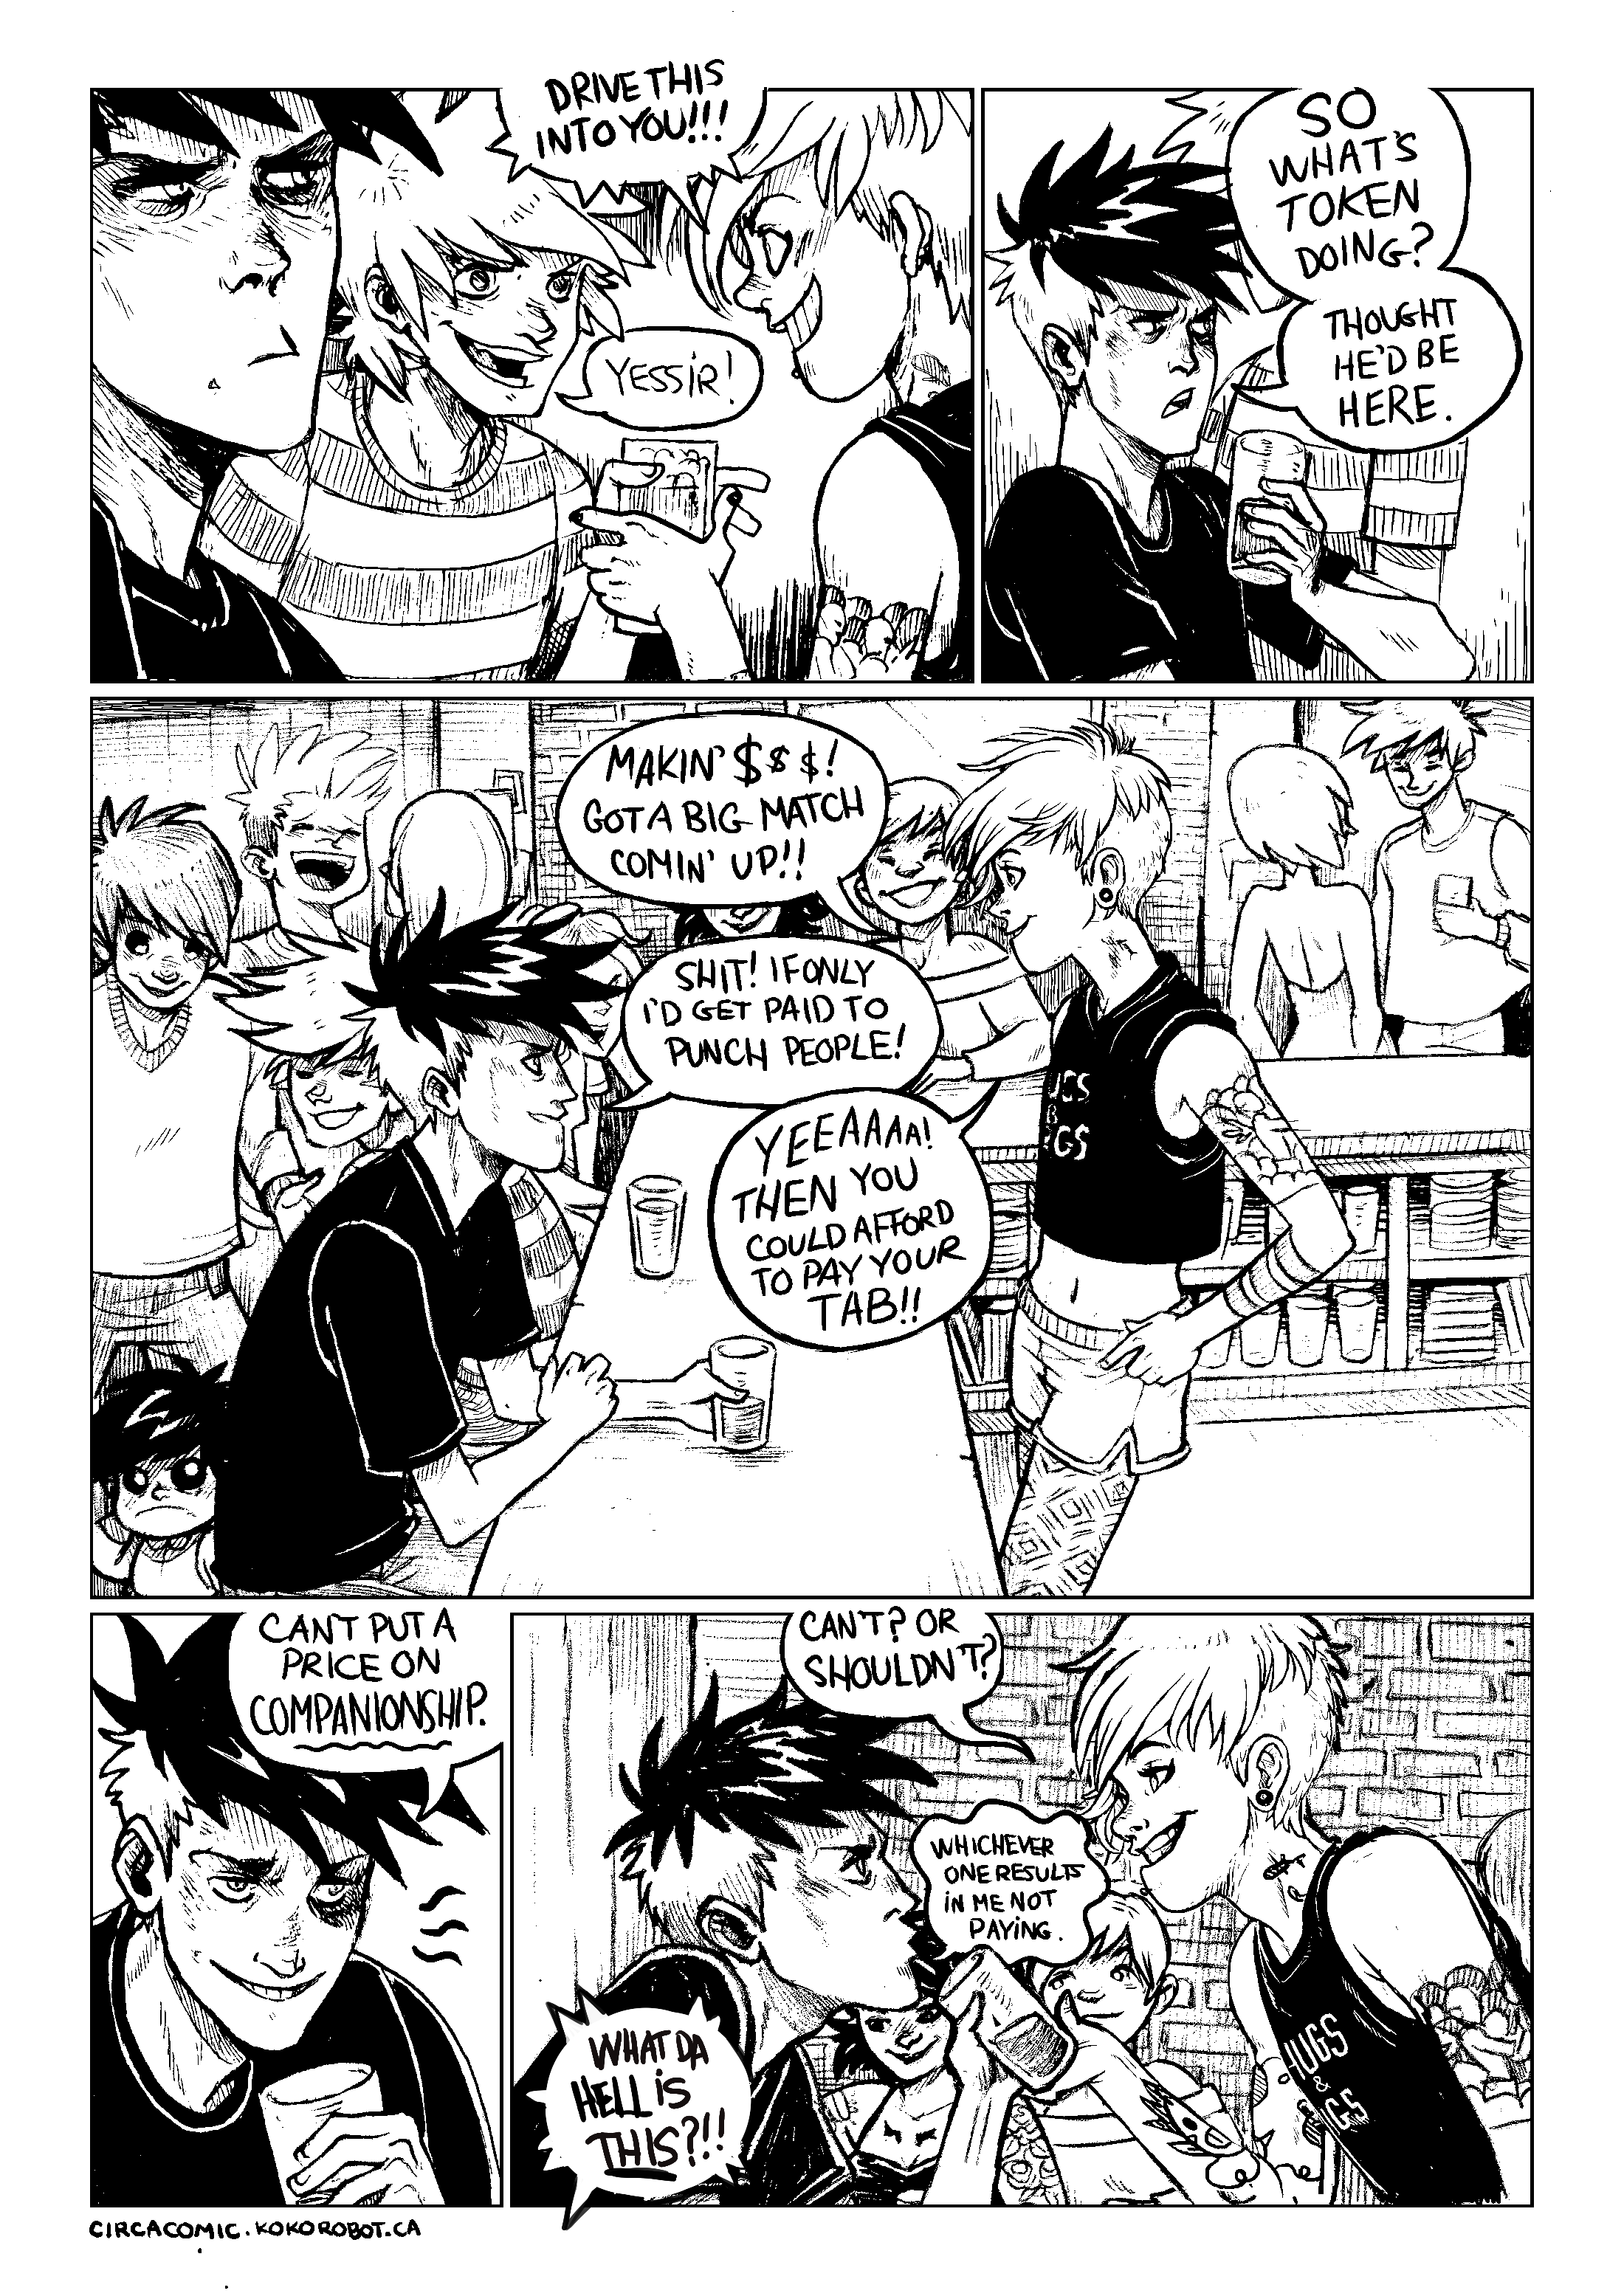 DRIVE THIS
INTO YOU!!!
YESSIR!
SO
WHAT'S
TOKEN
DOING?
THOUGHT
HE'D BE
HERE.
MAKIN' $$$!
GOT A BIG MATCH
COMIN' UP!!
SHIT! IF ONLY
I'D GET PAID TO
PUNCH PEOPLE!
YEEAAAA!
THEN YOU
COULD AFFORD
TO PAY YOUR
TAB!!
UGS
GS
CAN'T PUT A
PRICE ON
COMPANIONSHIP.
CAN'T? OR
SHOULDN'T?
WHICHEVER
ONE RESULTS
IN ME NOT
PAYING.
WHAT DA
HELL IS
THIS?!!
HUGS
&
GS
CIRCACOMIC.KOKOROBOT.CA